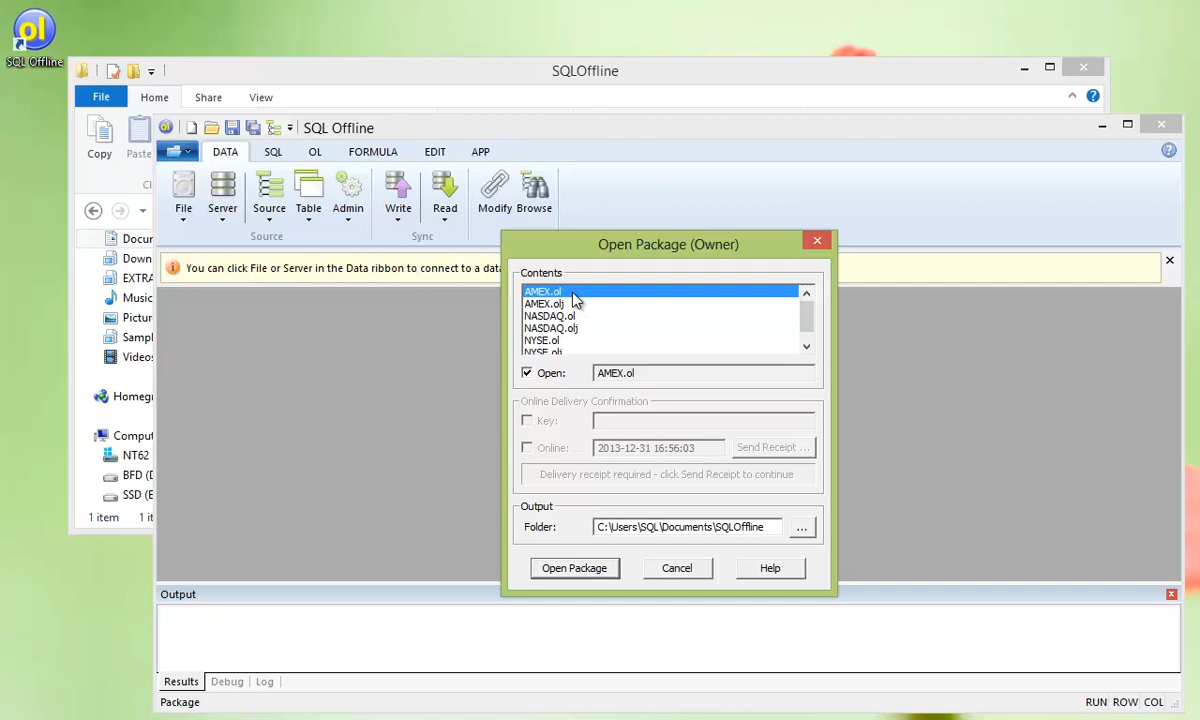 ol
SQL Offline
SQLOffline
File
Home
Share
View
Copy
Paste
SQL Offline
DATA
SQL
OL
FORMULA
EDIT
APP
File
Server
Source
Table
Admin
Write
Read
Modify
Browse
Source
Sync
You can click File or Server in the Data ribbon to connect to a data
Docum
Down
EXTRA
Music
Pictur
Sampl
Videos
Homeg
Comput
NT62
BFD (D
SSD (E
1 item
1 it
Open Package (Owner)
Contents
AMEX.ol
AMEX.olj
NASDAQ.ol
NASDAQ.olj
NYSE.ol
NYSE.olj
Open:
AMEX.ol
Online Delivery Confirmation
Key:
Online:
2013-12-31 16:56:03
Send Receipt ...
Delivery receipt required - click Send Receipt to continue
Output
Folder:
C:\Users\SQL\Documents\SQLOffline
...
Open Package
Cancel
Help
Output
Results
Debug
Log
Package
RUN
ROW
COL